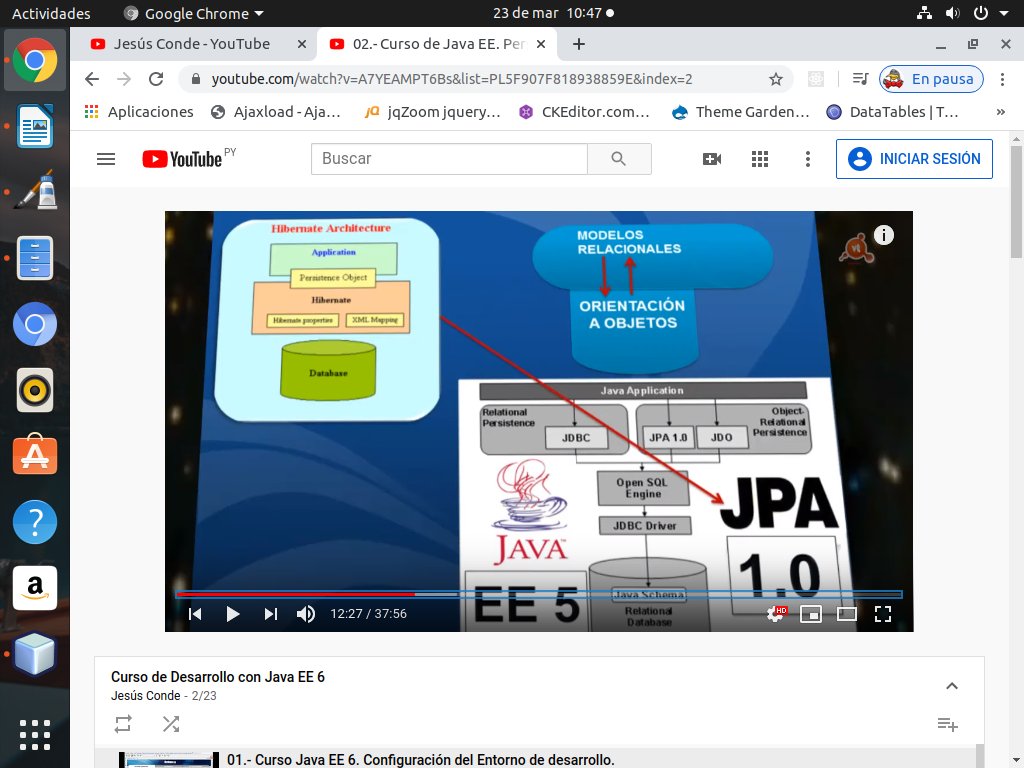 Actividades
Google Chrome
23 de mar 10:47
Jesús Conde - YouTube
02.- Curso de Java EE. Per
youtube.com/watch?v=A7YEAMPT6Bs&list=PL5F907F818938859E&index=2
En pausa
Aplicaciones
Ajaxload - Aja...
jqZoom jquery...
CKEditor.com...
Theme Garden...
DataTables | T...
»
YouTube PY
Buscar
INICIAR SESIÓN
Hibernate Architecture
Application
Persistence Object
Hibernate
Hibernate properties
XML Mapping
Database
MODELOS
RELACIONALES
ORIENTACIÓN
A OBJETOS
vt
i
Java Application
Relational
Persistence
JDBC
JPA 1.0
JDO
Object-
Relational
Persistence
Open SQL
Engine
JDBC Driver
Java Schema
Relational
Database
JAVA
EE 5
JPA
1.0
12:27 / 37:56
HD
Curso de Desarrollo con Java EE 6
Jesús Conde - 2/23
01.- Curso Java EE 6. Configuración del Entorno de desarrollo.
a
?